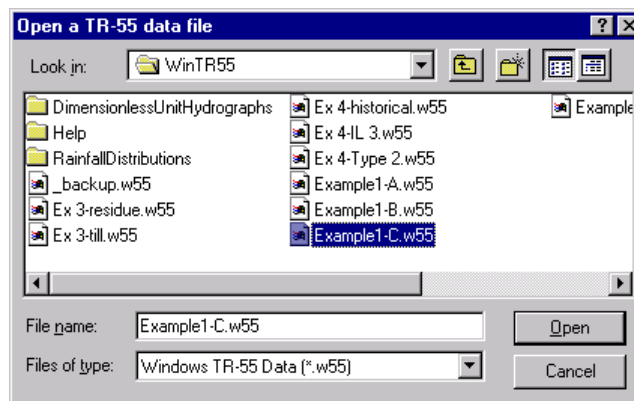 Open a TR-55 data file
Look in: WinTR55
DimensionlessUnitHydrographs
Help
RainfallDistributions
_backup.w55
Ex 3-residue.w55
Ex 3-till.w55
Ex 4-historical.w55
Ex 4-IL 3.w55
Ex 4-Type 2.w55
Example1-A.w55
Example1-B.w55
Example1-C.w55
Example
File name: Example1-C.w55
Open
Files of type: Windows TR-55 Data (*.w55)
Cancel